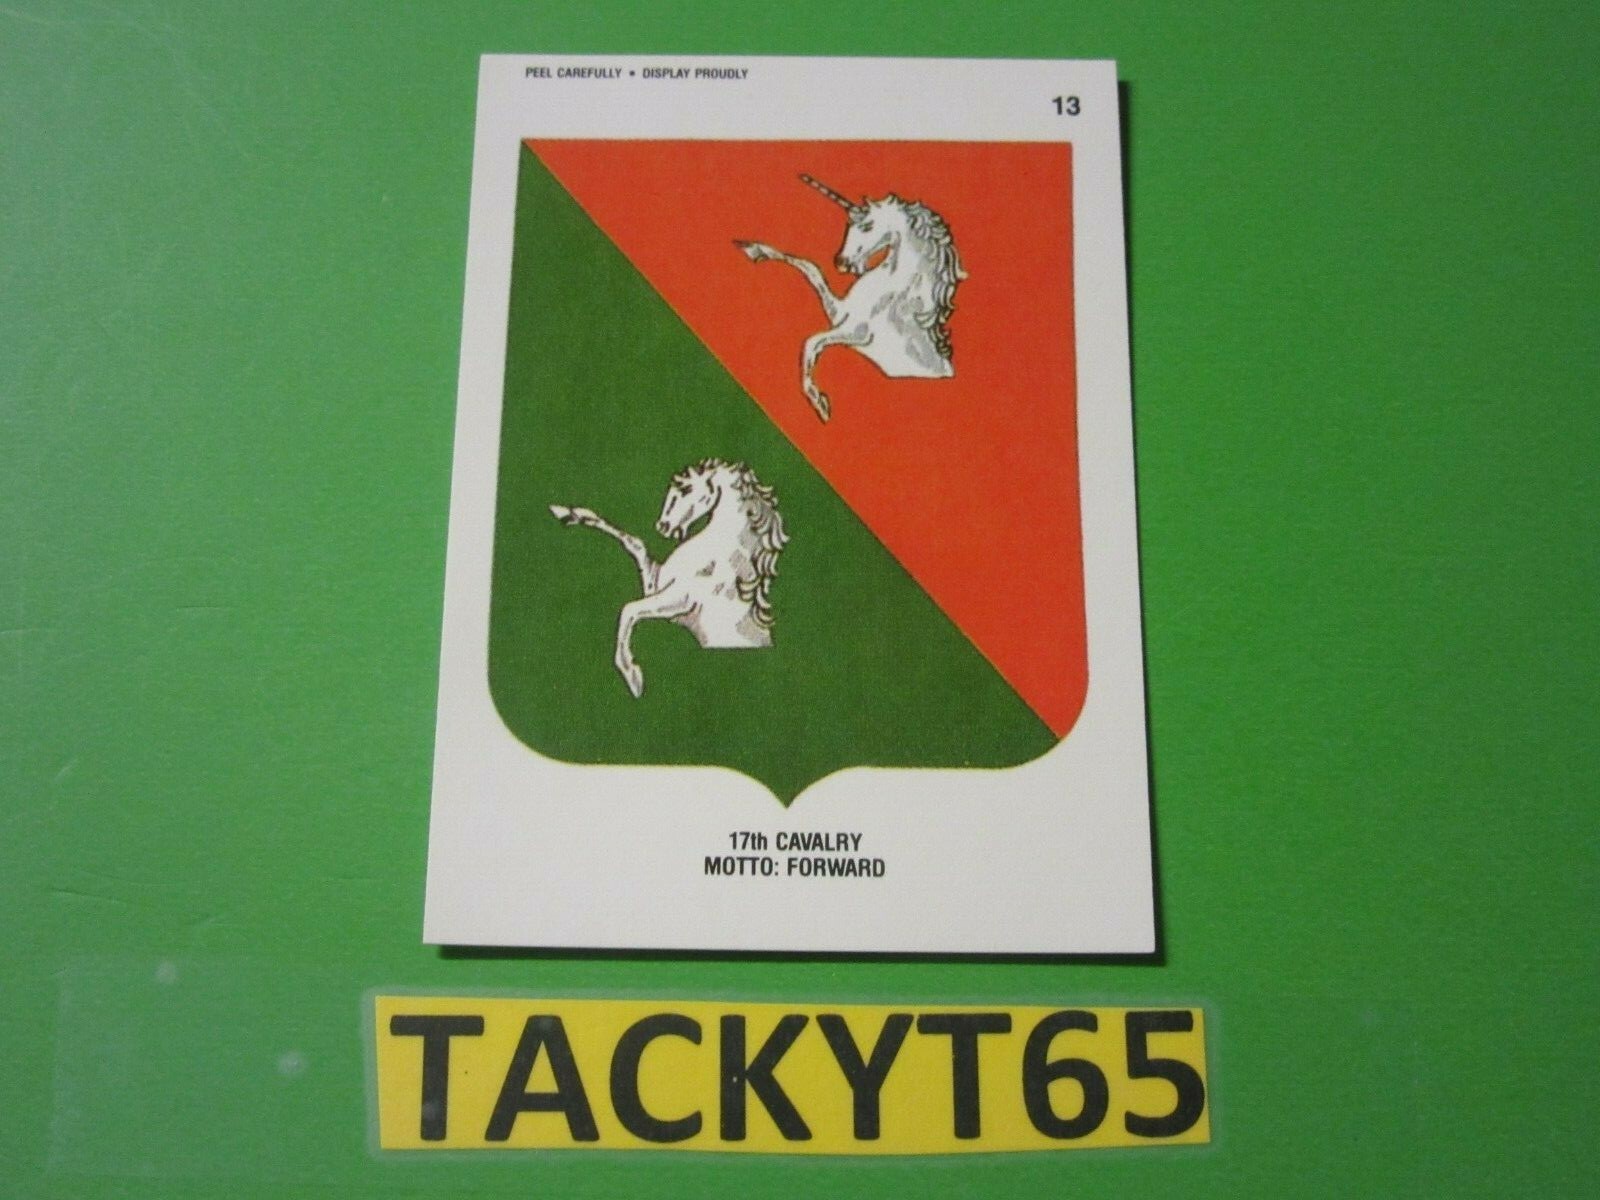 PEEL CAREFULLY • DISPLAY PROUDLY
13
17th CAVALRY
MOTTO: FORWARD
TACKYT65